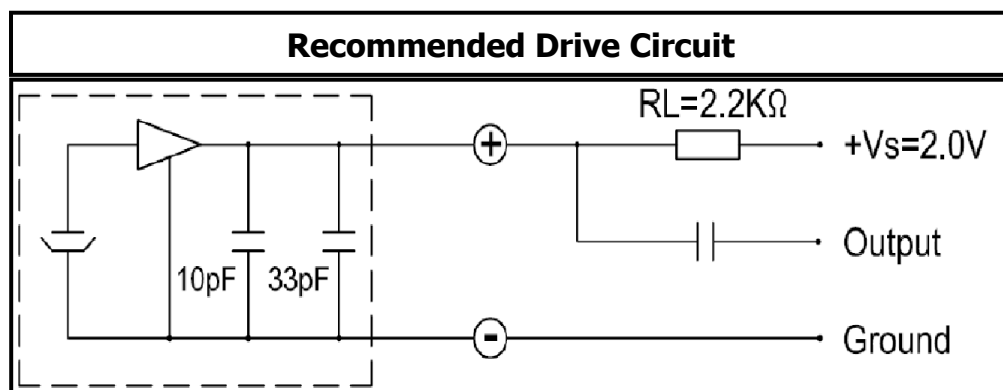 Recommended Drive Circuit
RL=2.2KΩ
+
+Vs=2.0V
Output
10pF
33pF
-
Ground